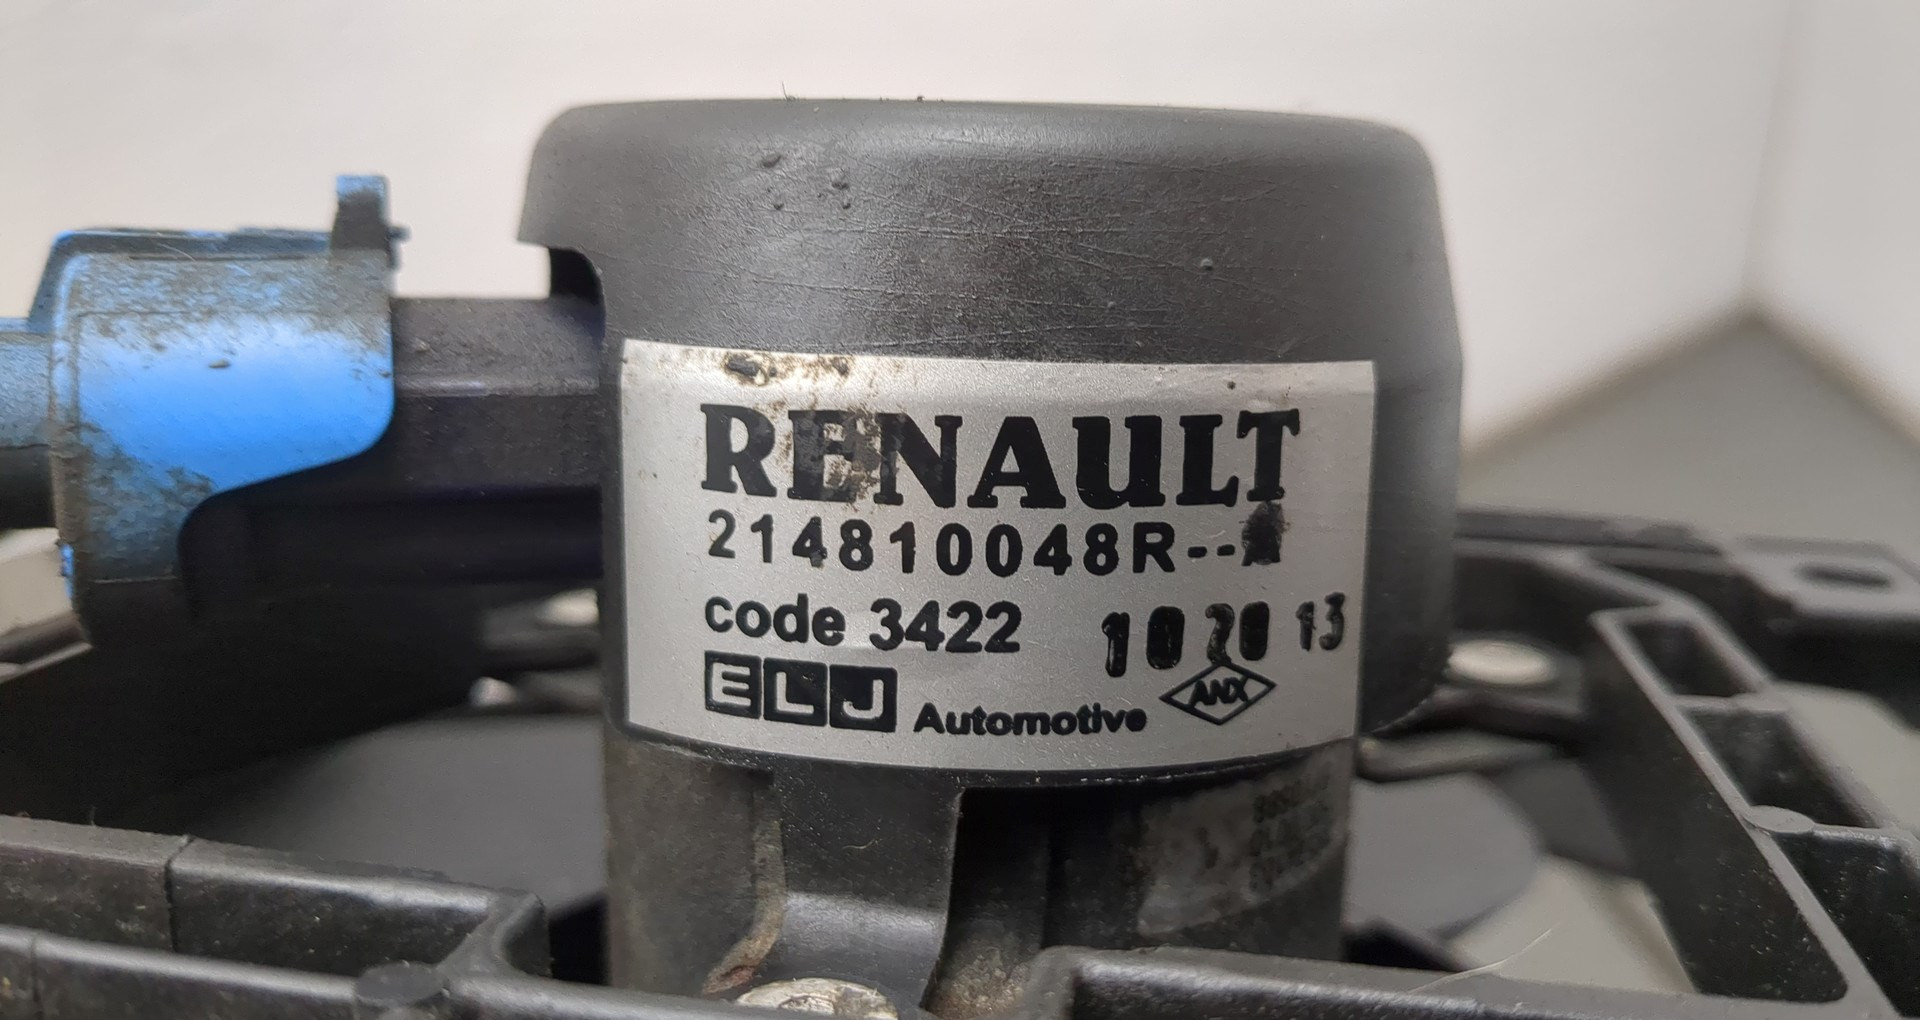 RENAULT
214810048R--A
code 3422 10 20 13
ELJ Automotive ANX